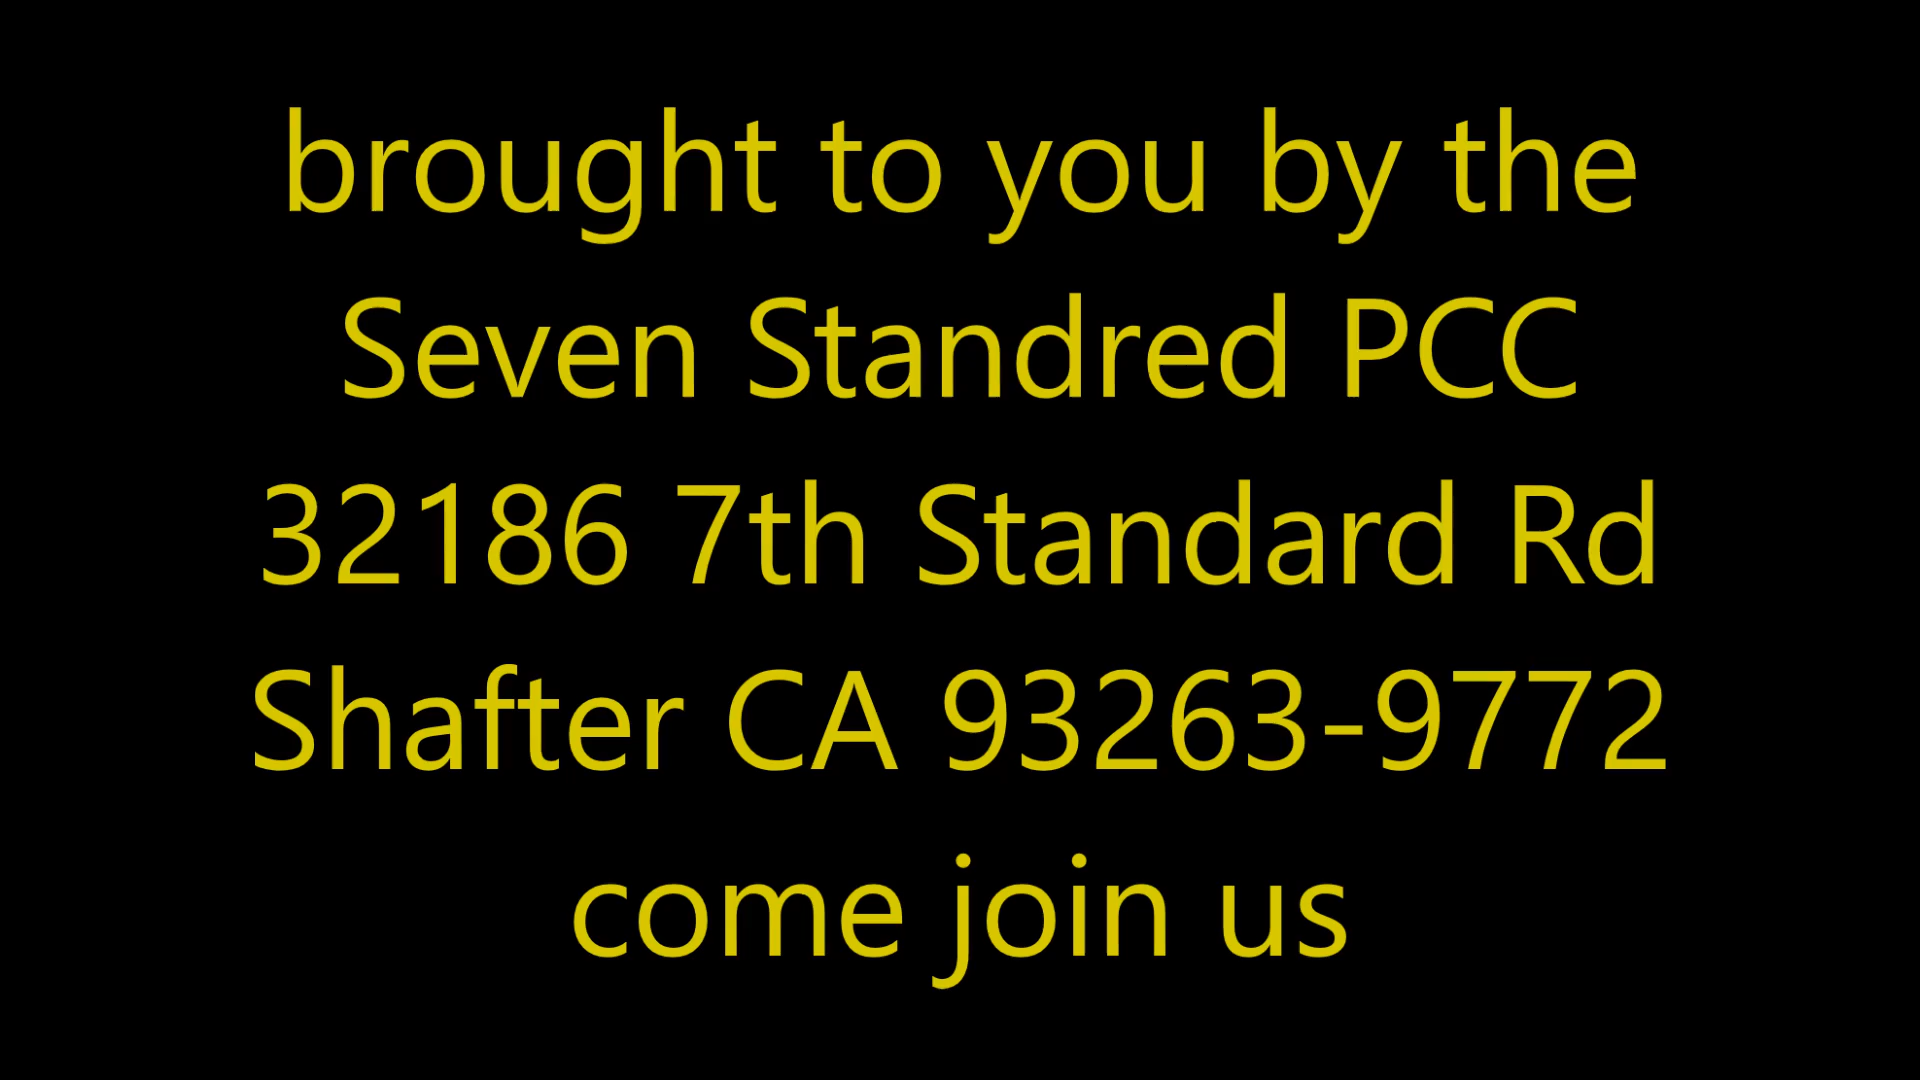 brought to you by the
Seven Standred PCC
32186 7th Standard Rd
Shafter CA 93263-9772
come join us